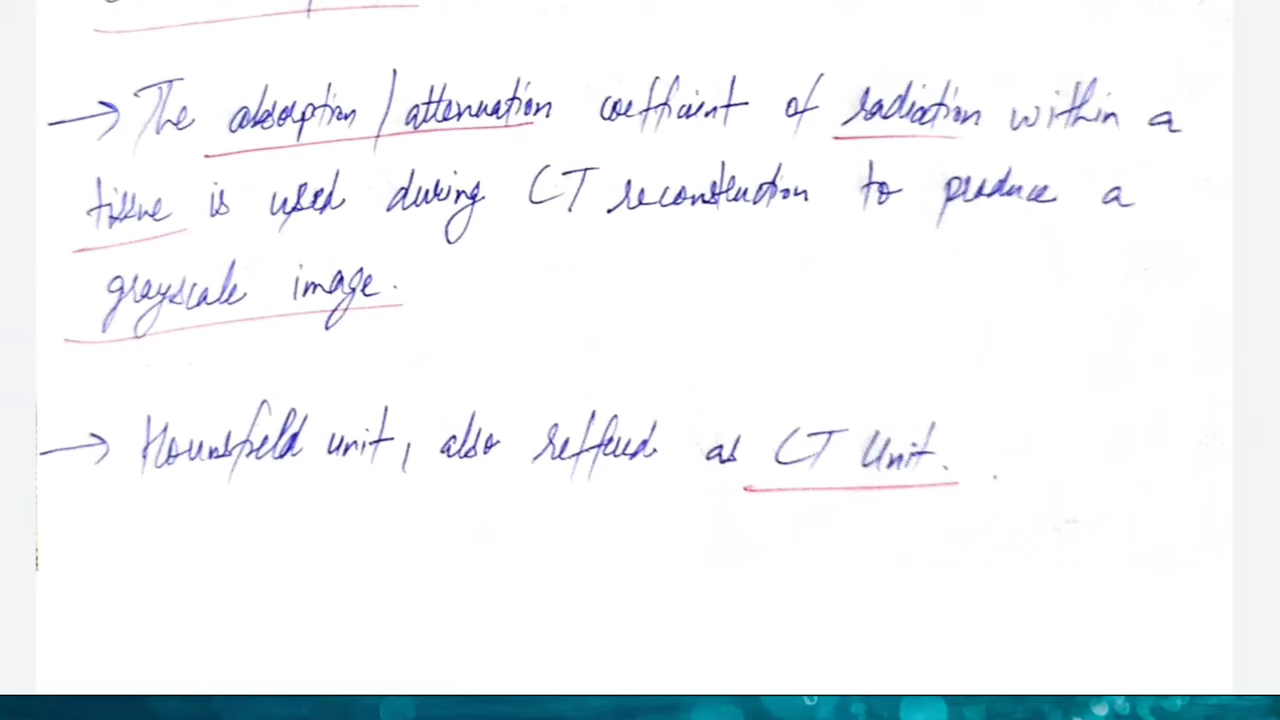 → The absorption / attenuation coefficient of radiation within a
tissue is used during CT reconstruction to produce a
grayscale image.
→ Hounsfield unit, also reffered as CT Unit.